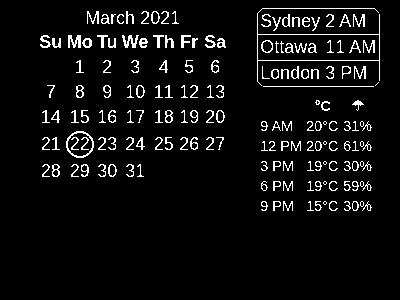 March 2021
Su Mo Tu We Th Fr Sa
1 2 3 4 5 6
7 8 9 10 11 12 13
14 15 16 17 18 19 20
21 22 23 24 25 26 27
28 29 30 31
Sydney 2 AM
Ottawa 11 AM
London 3 PM
°C ☂
9 AM 20°C 31%
12 PM 20°C 61%
3 PM 19°C 30%
6 PM 19°C 59%
9 PM 15°C 30%